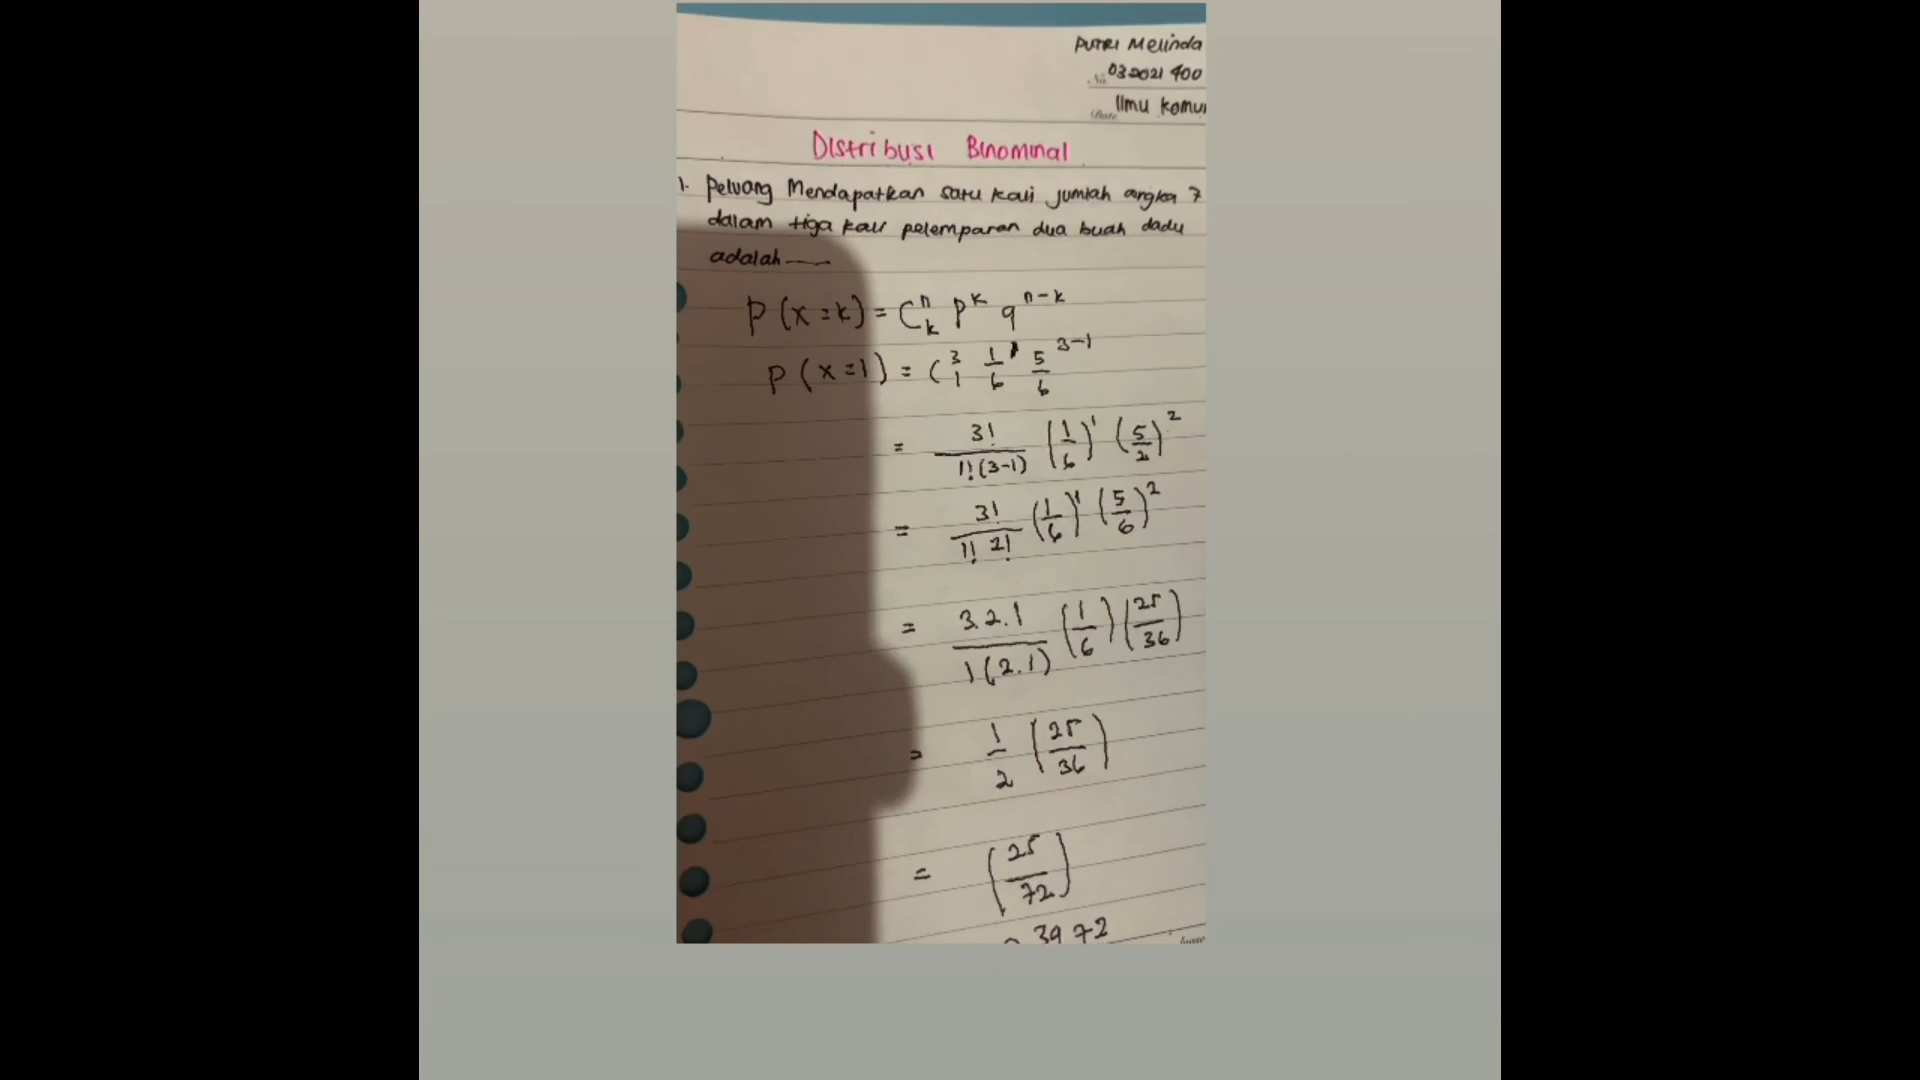 PUTRI Melinda
No. 032021 400
Date Ilmu komu
Distribusi Binominal
1. Peluang Mendapatkan satu kali jumlah angka 7
dalam tiga kali pelemparan dua buah dadu
adalah
P (x = k) = C^n_k P^k q^{n-k}
P (x = 1) = C^3_1 1/6^1 5/6^{3-1}
= 3!/1!(3-1) (1/6)^1 (5/2)^2
= 3!/1! 2! (1/6)^1 (5/6)^2
= 3.2.1/1(2.1) (1/6) (25/36)
= 1/2 (25/36)
= (25/72)
3972